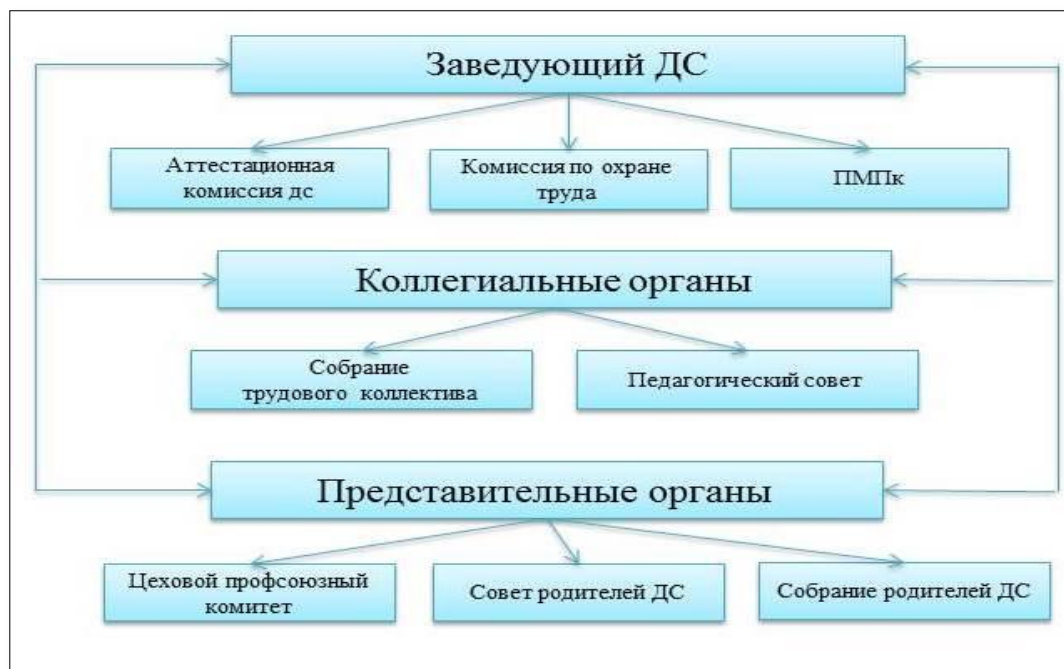 Заведующий ДС
Аттестационная
комиссия дс
Комиссия по охране
труда
ПМПк
Коллегиальные органы
Собрание
трудового коллектива
Педагогический совет
Представительные органы
Цеховой профсоюзный
комитет
Совет родителей ДС
Собрание родителей ДС